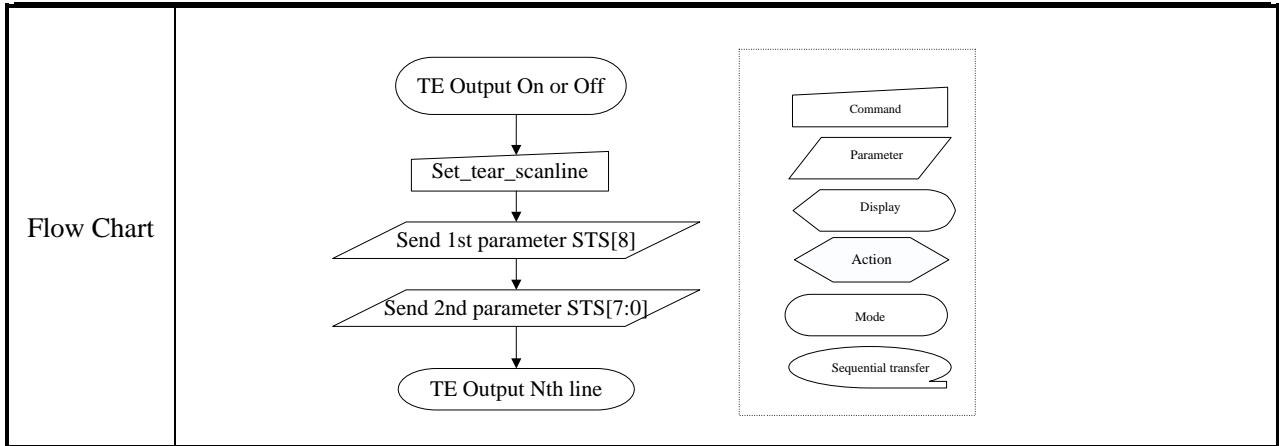 Flow Chart
TE Output On or Off
Set_tear_scanline
Send 1st parameter STS[8]
Send 2nd parameter STS[7:0]
TE Output Nth line
Command
Parameter
Display
Action
Mode
Sequential transfer